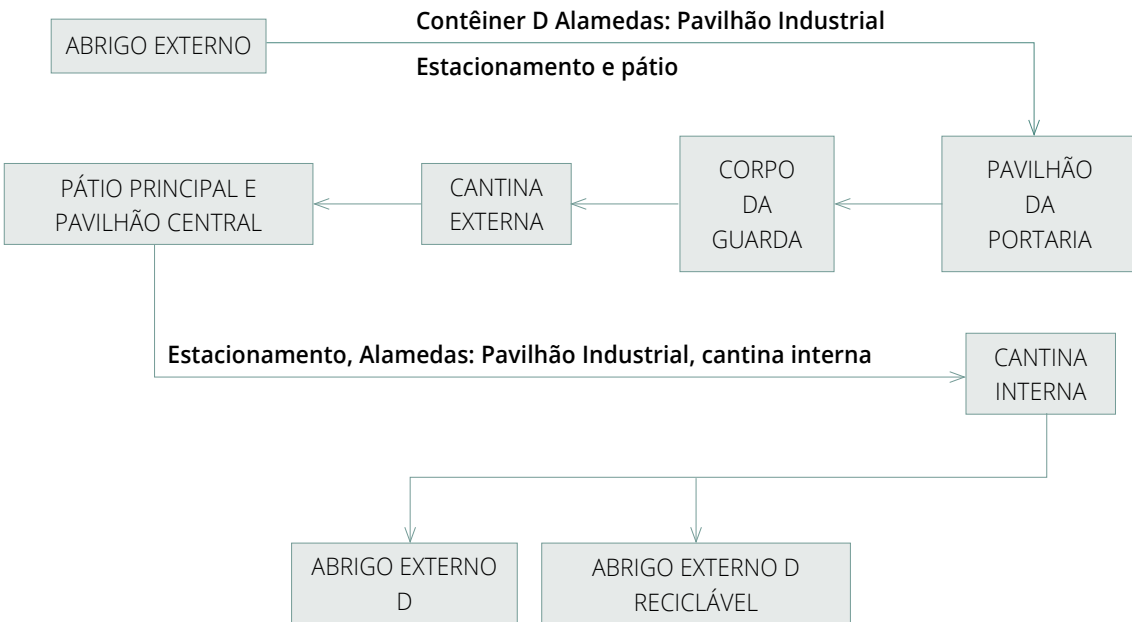 Contêiner D Alamedas: Pavilhão Industrial
ABRIGO EXTERNO
Estacionamento e pátio
PÁTIO PRINCIPAL E
PAVILHÃO CENTRAL
CANTINA
EXTERNA
CORPO
DA
GUARDA
PAVILHÃO
DA
PORTARIA
Estacionamento, Alamedas: Pavilhão Industrial, cantina interna
CANTINA
INTERNA
ABRIGO EXTERNO
D
ABRIGO EXTERNO D
RECICLÁVEL